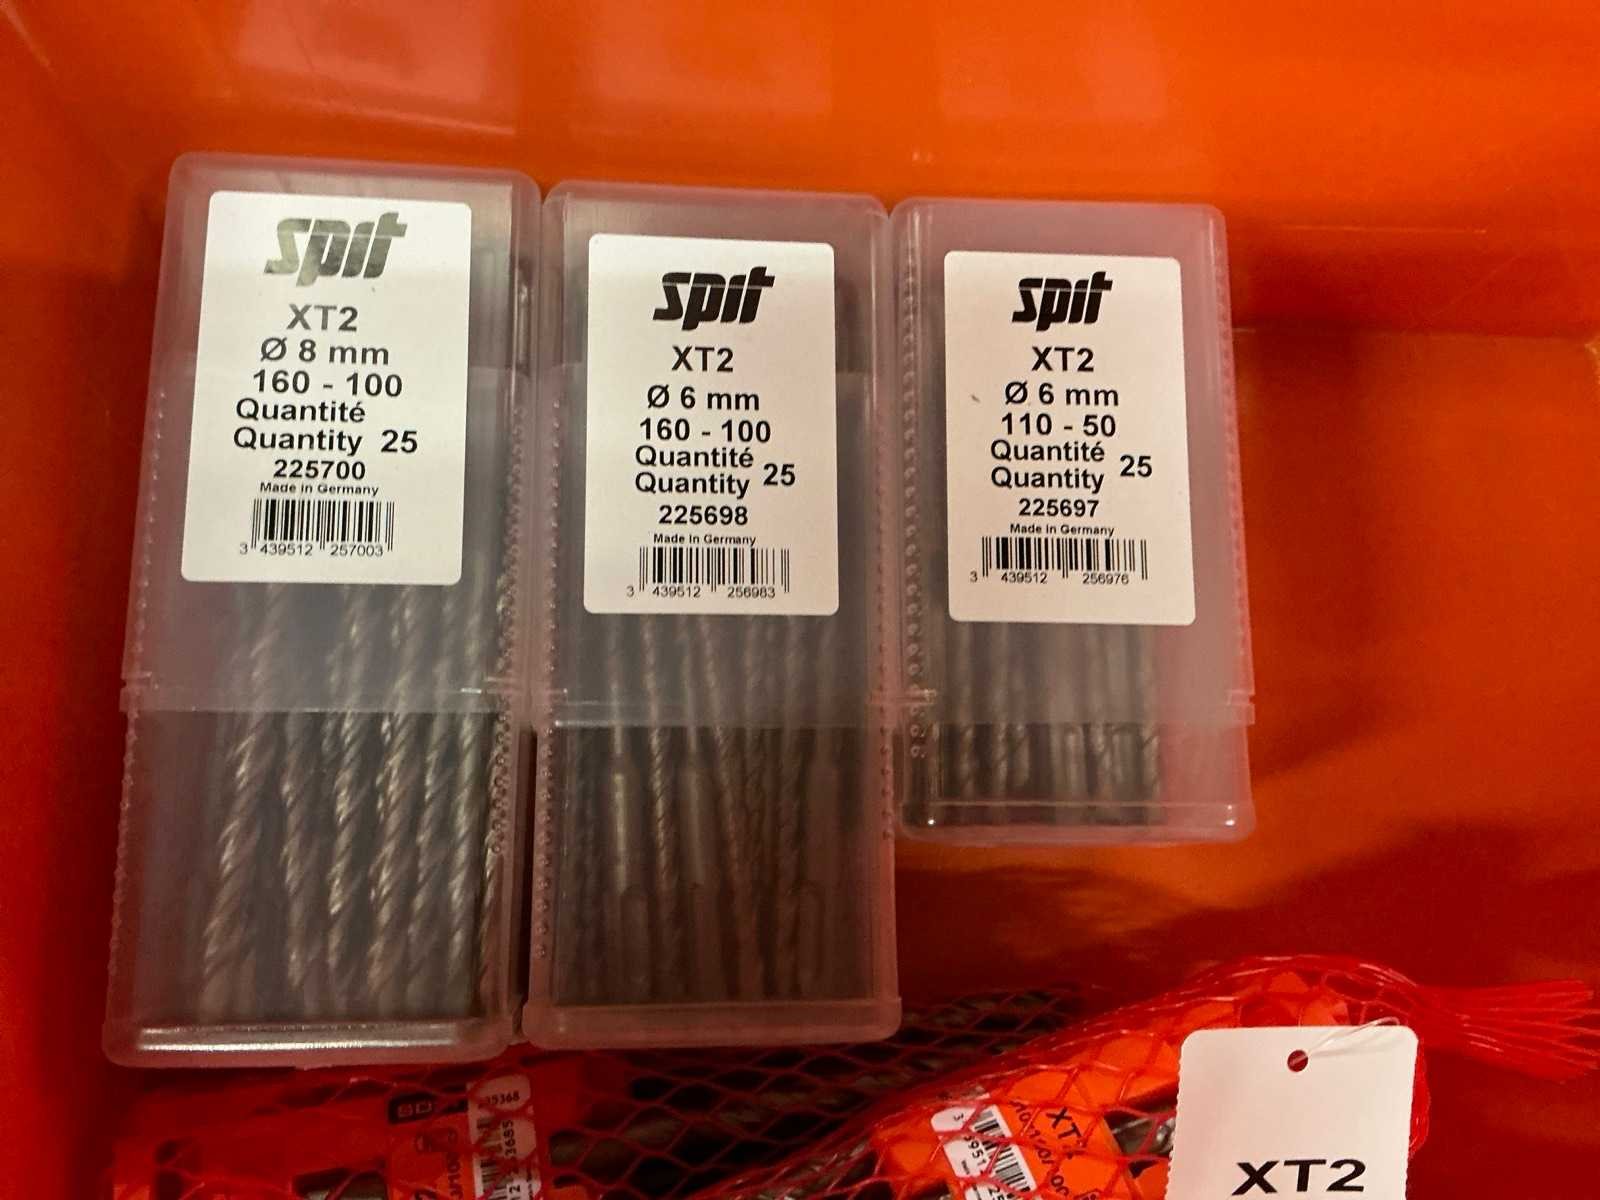 spit
XT2
Ø 8 mm
160 - 100
Quantité
Quantity 25
225700
Made in Germany
3 439512 257003
spit
XT2
Ø 6 mm
160 - 100
Quantité
Quantity 25
225698
Made in Germany
3 439512 256983
spit
XT2
Ø 6 mm
110 - 50
Quantité
Quantity 25
225697
Made in Germany
3 439512 256976
XT2
XT2